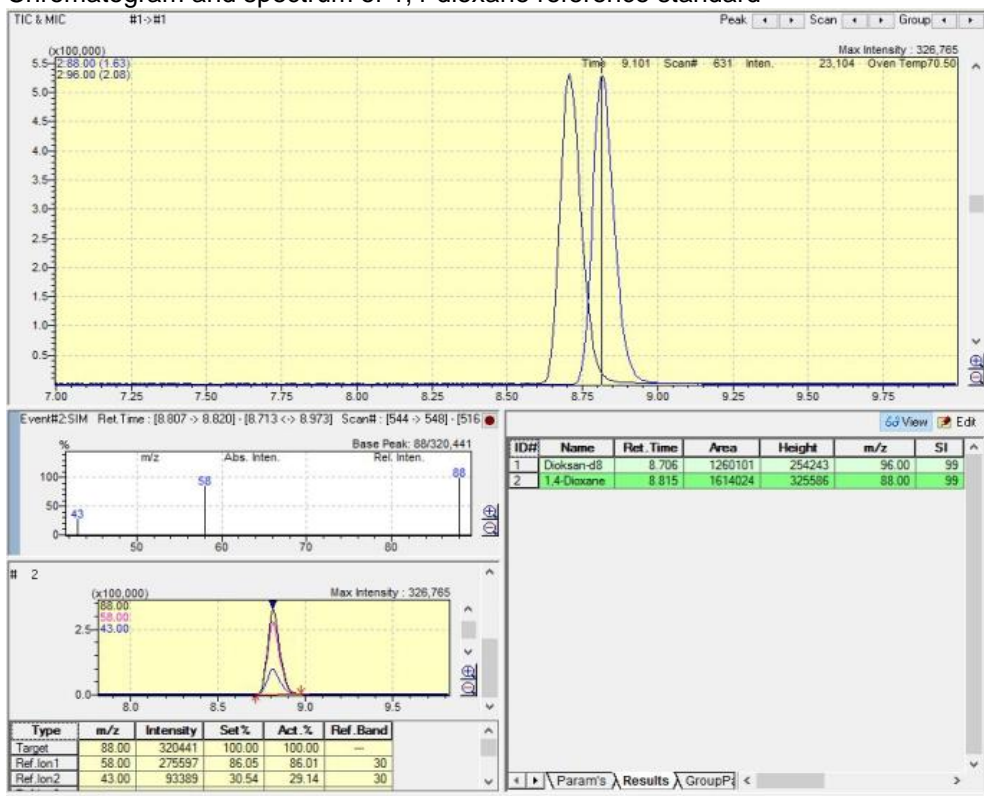 TIC & MIC #1->#1 Peak Scan Group
(x100,000) Max Intensity : 326,765
2:88.00 (1.63) Time 9.101 Scan# 631 Inten. 23,104 Oven Temp70.50
2:96.00 (2.08)
5.5
5.0
4.5
4.0
3.5
3.0
2.5
2.0
1.5
1.0
0.5
7.00 7.25 7.50 7.75 8.00 8.25 8.50 8.75 9.00 9.25 9.50 9.75
Event#2:SIM Ret.Time : [8.807 -> 8.820] - [8.713 <-> 8.973] Scan# : [544 -> 548] - [516
% Base Peak: 88/320,441
m/z Abs. Inten. Rel. Inten.
100
50
0
43 58 88
50 60 70 80
# 2
(x100,000) Max Intensity : 326,765
88.00
58.00
43.00
2.5
0.0
8.0 8.5 9.0 9.5
Type m/z Intensity Set% Act.% Ref.Band
Target 88.00 320441 100.00 100.00 ---
Ref.Ion1 58.00 275597 86.05 86.01 30
Ref.Ion2 43.00 93389 30.54 29.14 30
View Edit
ID# Name Ret.Time Area Height m/z SI
1 Dioksan-d8 8.706 1260101 254243 96.00 99
2 1,4-Dioxane 8.815 1614024 325586 88.00 99
Param's Results GroupP